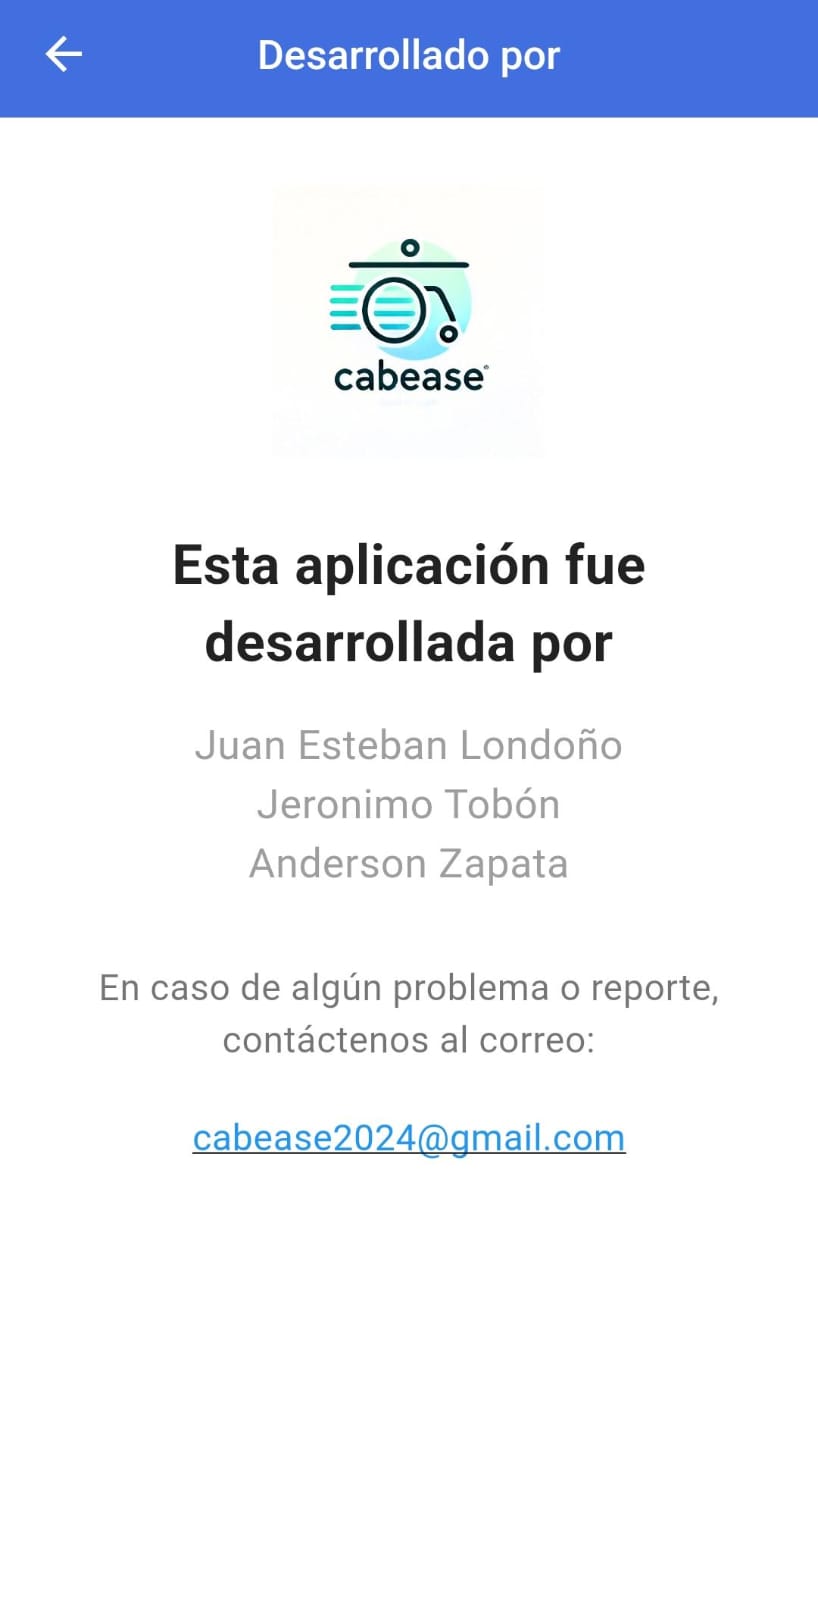 Desarrollado por
cabease
Esta aplicación fue
desarrollada por
Juan Esteban Londoño
Jeronimo Tobón
Anderson Zapata
En caso de algún problema o reporte,
contáctenos al correo:
cabease2024@gmail.com